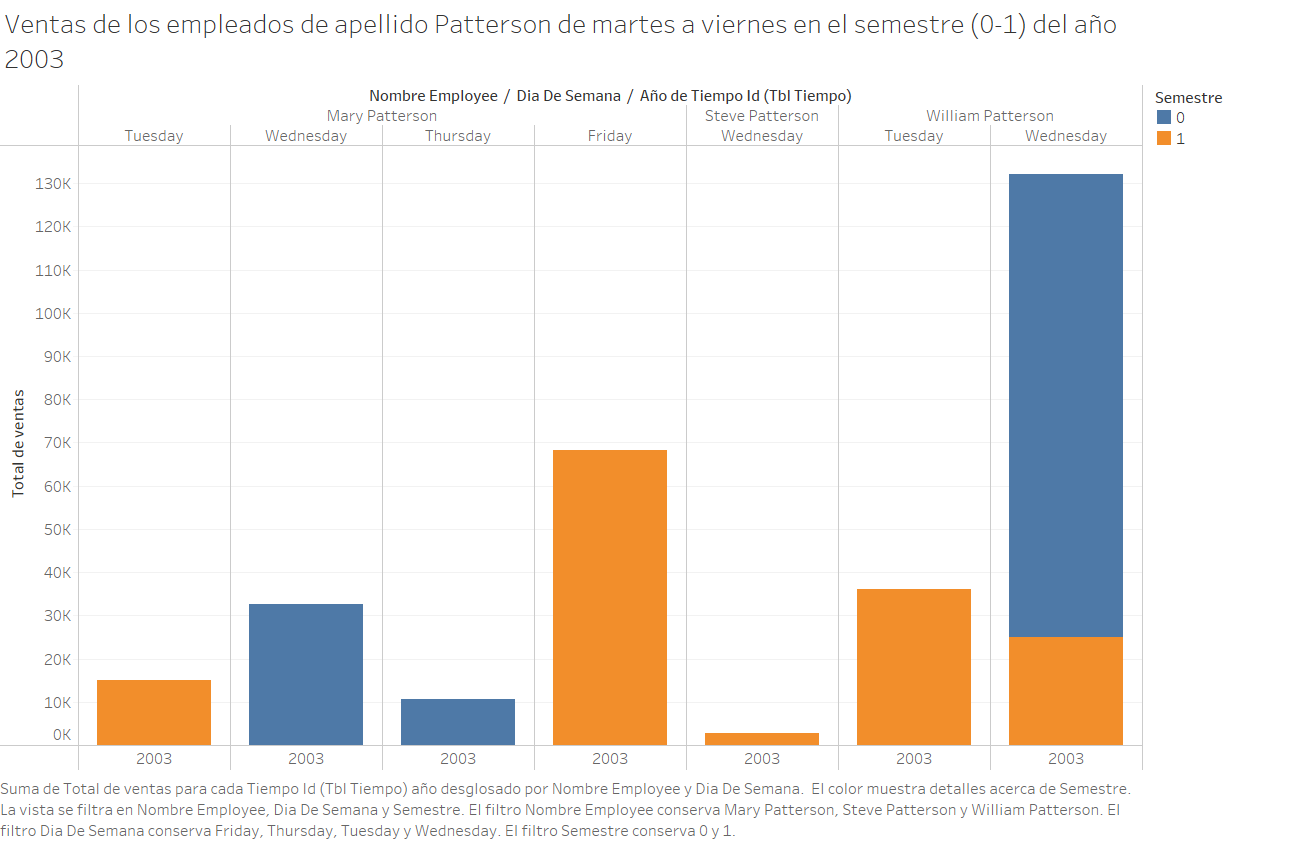 Ventas de los empleados de apellido Patterson de martes a viernes en el semestre (0-1) del año
2003
Nombre Employee / Dia De Semana / Año de Tiempo Id (Tbl Tiempo)
Mary Patterson Steve Patterson William Patterson
Tuesday Wednesday Thursday Friday Wednesday Tuesday Wednesday
Semestre
0
1
Total de ventas
130K
120K
110K
100K
90K
80K
70K
60K
50K
40K
30K
20K
10K
0K
2003 2003 2003 2003 2003 2003 2003
Suma de Total de ventas para cada Tiempo Id (Tbl Tiempo) año desglosado por Nombre Employee y Dia De Semana. El color muestra detalles acerca de Semestre.
La vista se filtra en Nombre Employee, Dia De Semana y Semestre. El filtro Nombre Employee conserva Mary Patterson, Steve Patterson y William Patterson. El
filtro Dia De Semana conserva Friday, Thursday, Tuesday y Wednesday. El filtro Semestre conserva 0 y 1.